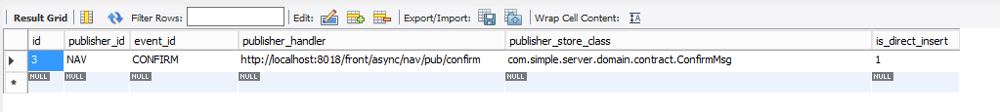 Result Grid Filter Rows: Edit: Export/Import: Wrap Cell Content: IA
id publisher_id event_id publisher_handler publisher_store_class is_direct_insert
3 NAV CONFIRM http://localhost:8018/front/async/nav/pub/confirm com.simple.server.domain.contract.ConfirmMsg 1
NULL NULL NULL NULL NULL NULL